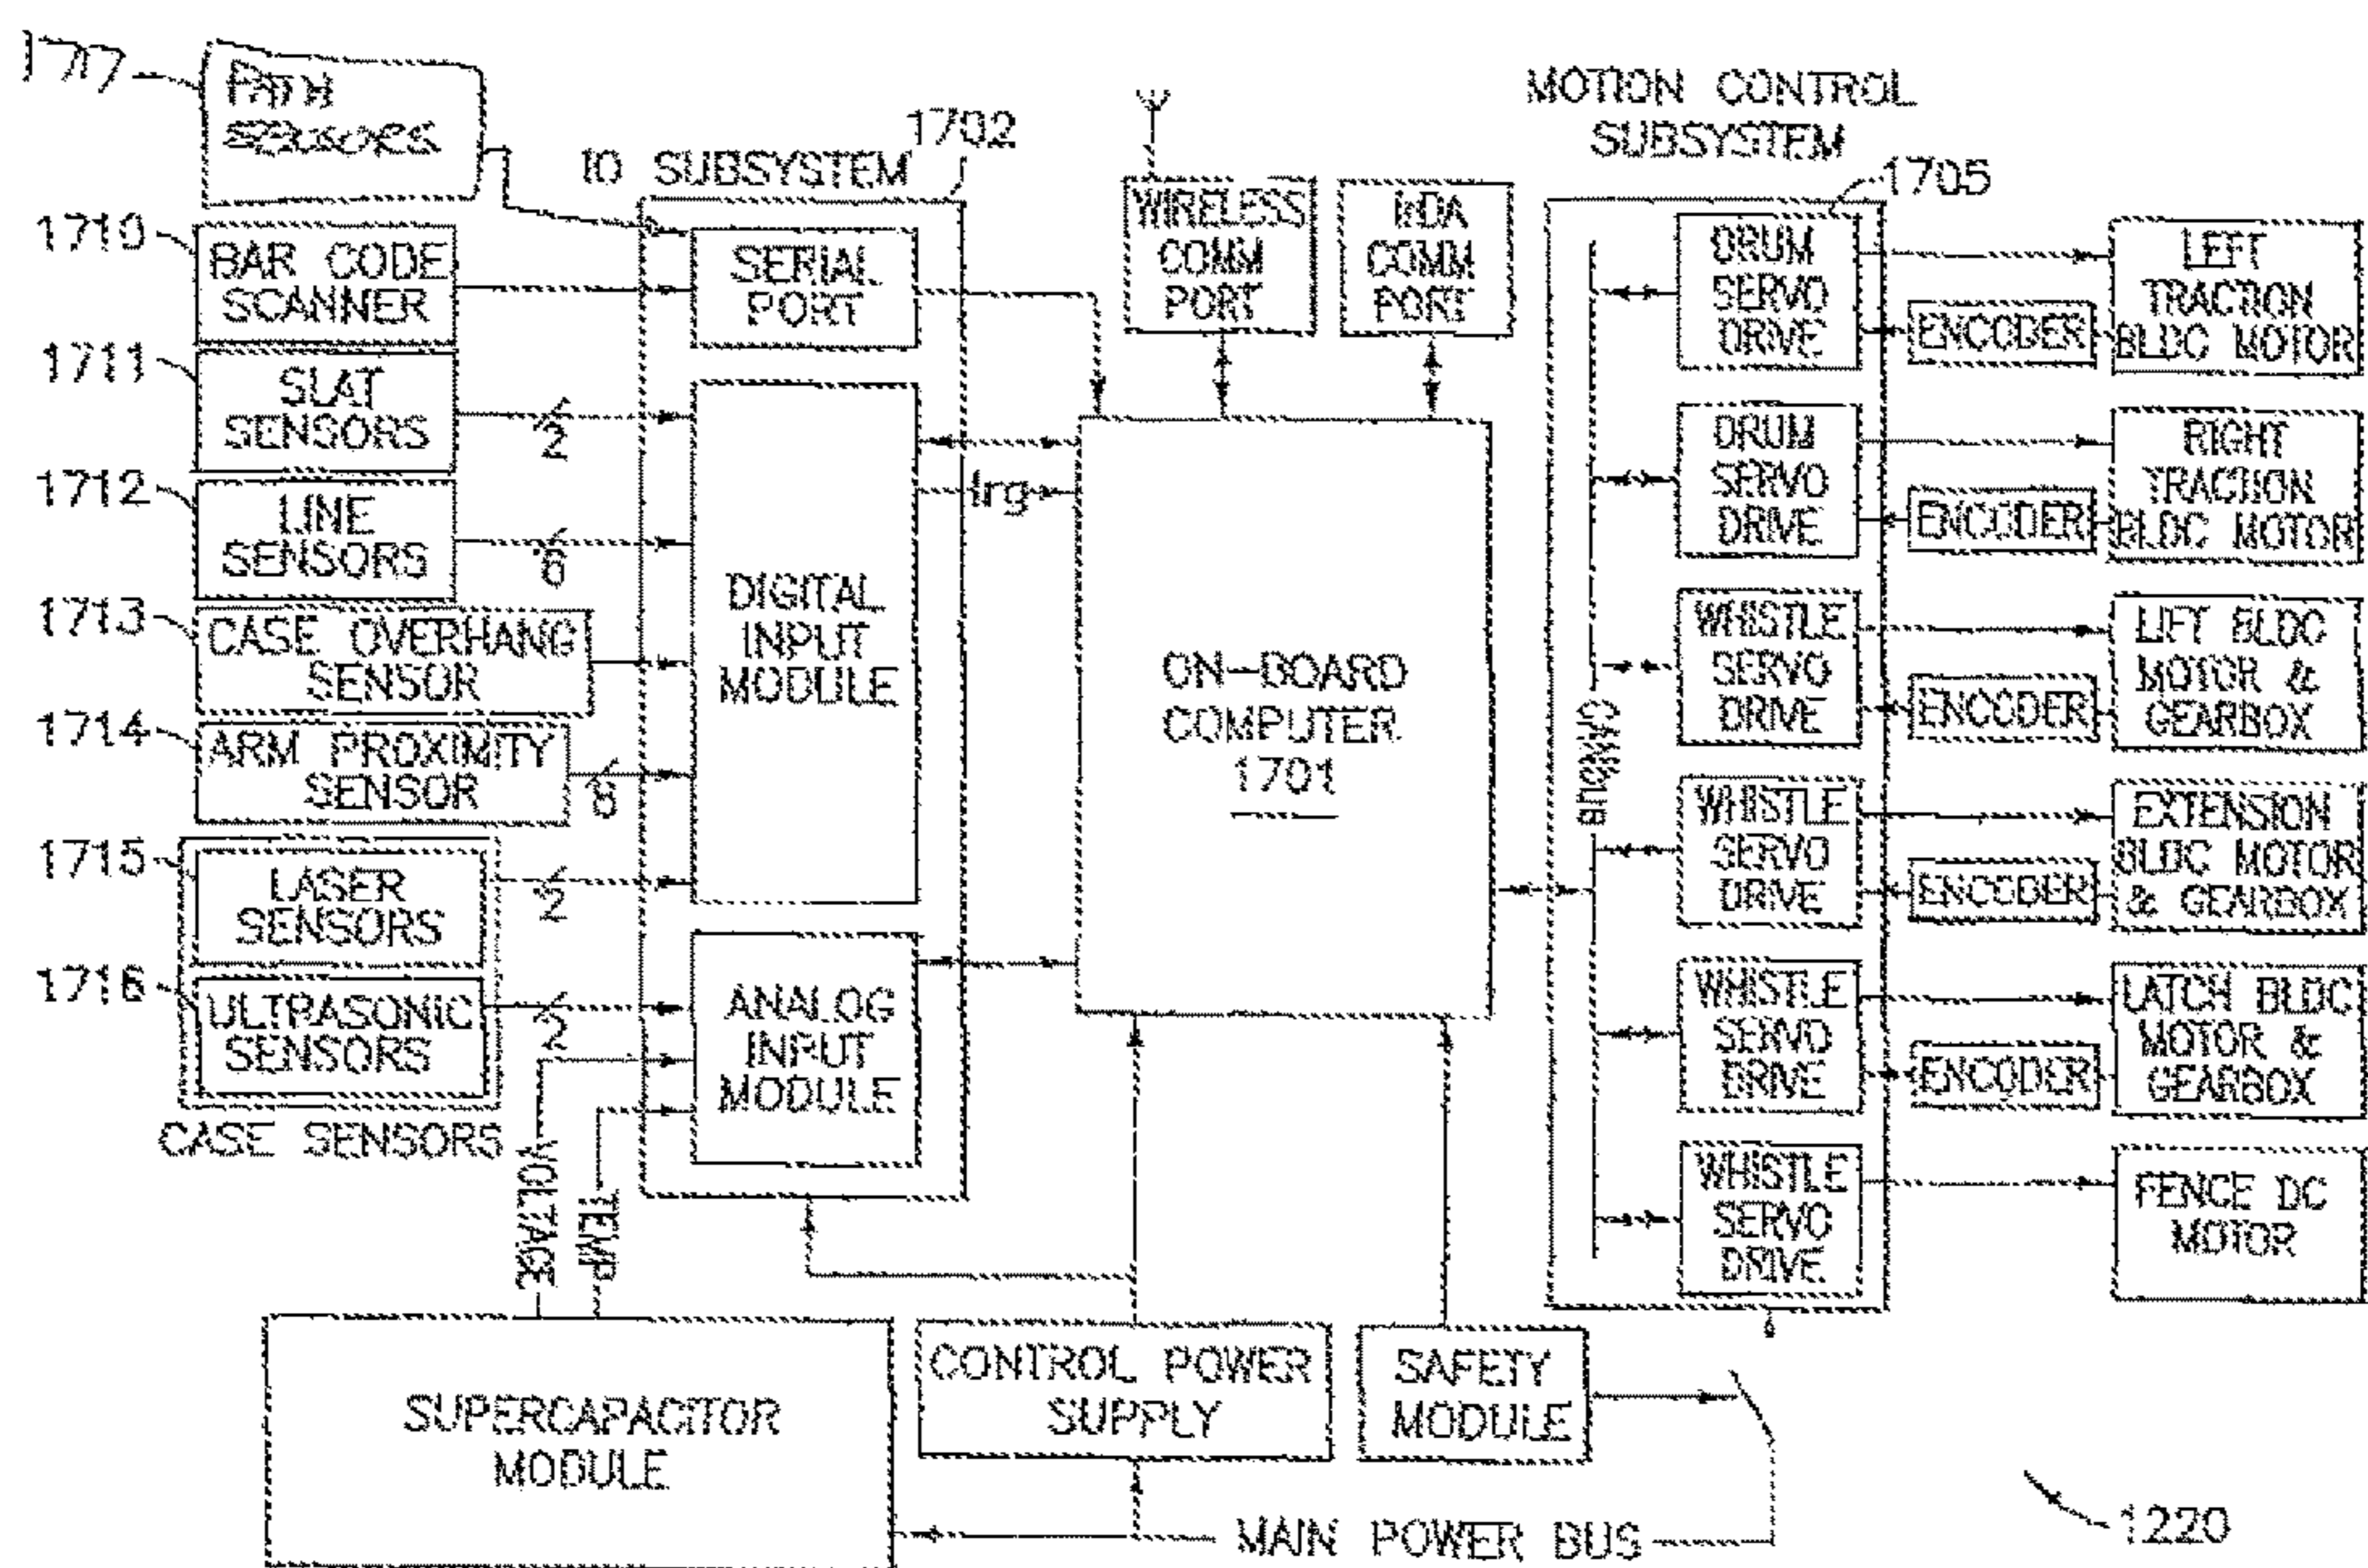 1717
PATH
SENSORS
1710
BAR CODE
SCANNER
1711
SLAT
SENSORS
2
1712
LINE
SENSORS
6
1713
CASE OVERHANG
SENSOR
1714
ARM PROXIMITY
SENSOR
8
1715
LASER
SENSORS
2
1716
ULTRASONIC
SENSORS
2
CASE SENSORS
VOLTAGE
TEMP
IO SUBSYSTEM
1702
SERIAL
PORT
DIGITAL
INPUT
MODULE
ANALOG
INPUT
MODULE
Irg
WIRELESS
COMM
PORT
IrDA
COMM
PORT
ON-BOARD
COMPUTER
1701
MOTION CONTROL
SUBSYSTEM
1705
CANbus
DRUM
SERVO
DRIVE
ENCODER
LEFT
TRACTION
BLDC MOTOR
DRUM
SERVO
DRIVE
ENCODER
RIGHT
TRACTION
BLDC MOTOR
WHISTLE
SERVO
DRIVE
ENCODER
LIFT BLDC
MOTOR &
GEARBOX
WHISTLE
SERVO
DRIVE
ENCODER
EXTENSION
BLDC MOTOR
& GEARBOX
WHISTLE
SERVO
DRIVE
ENCODER
LATCH BLDC
MOTOR &
GEARBOX
WHISTLE
SERVO
DRIVE
FENCE DC
MOTOR
SUPERCAPACITOR
MODULE
CONTROL POWER
SUPPLY
SAFETY
MODULE
MAIN POWER BUS
1220